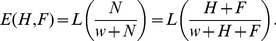 E(H,F) = L(N/(w+N)) = L((H+F)/(w+H+F)).